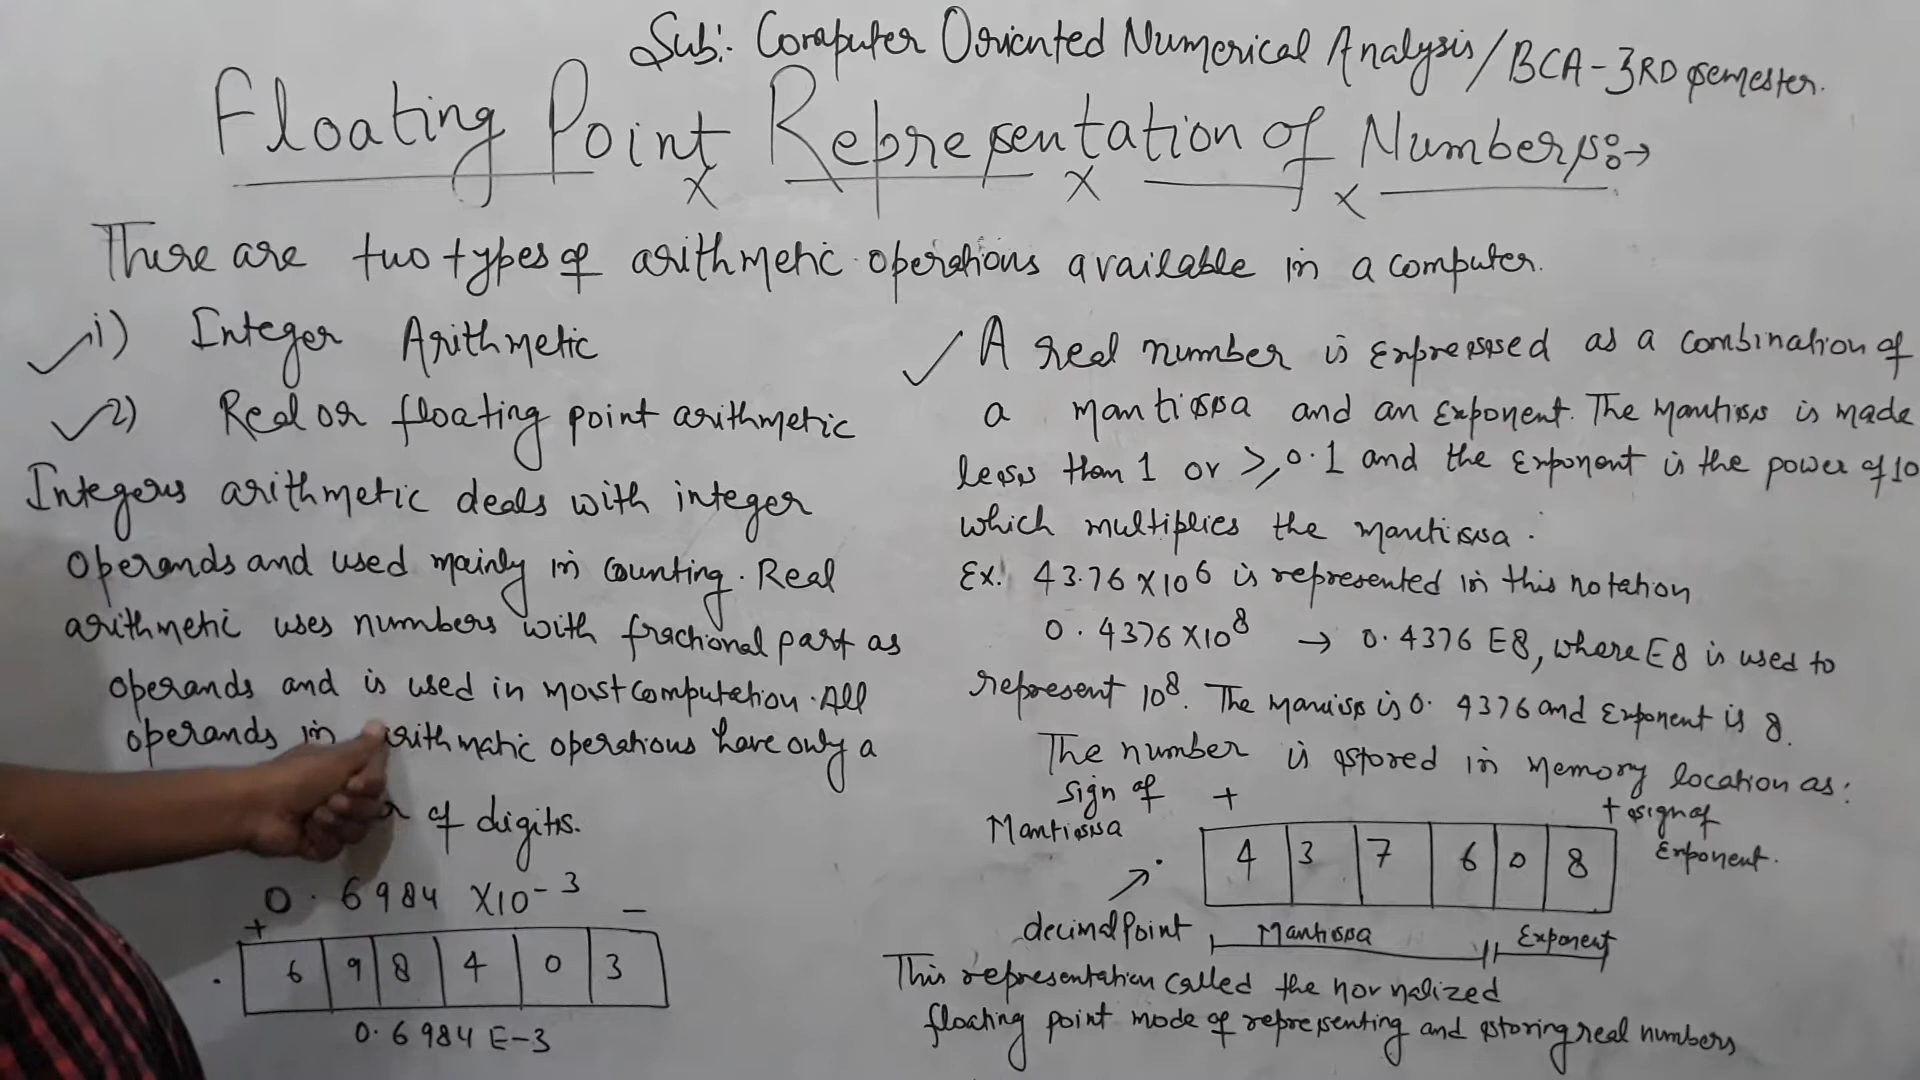 Sub:- Computer Oriented Numerical Analysis/BCA-3RD semester.
Floating Point Representation of Numbers:→
There are two types of arithmetic operations available in a computer.
✓ i) Integer Arithmetic
✓ 2) Real or floating point arithmetic
Integers arithmetic deals with integer
operands and used mainly in counting. Real
arithmetic uses numbers with fractional part as
operands and is used in most computation. All
operands in arithmatic operations have only a
of digits.
0.6984 X10-3
+ -
. 6 9 8 4 0 3
0.6984 E-3
✓ A real number is expressed as a combination of
a mantissa and an exponent. The mantiss is made
less than 1 or ≥ 0.1 and the exponent is the power of 10
which multiplies the mantissa.
Ex. 43.76 X 10⁶ is represented in this notation
0.4376 X10⁸ → 0.4376 E8, where E8 is used to
represent 10⁸. The maniss is 0.4376 and exponent is 8.
The number is stored in memory location as:
sign of +
Mantissa
+ sign of
Exponent.
. 4 3 7 6 0 8
decimal Point Mantissa Exponent
This representation called the normalized
floating point mode of representing and storing real numbers